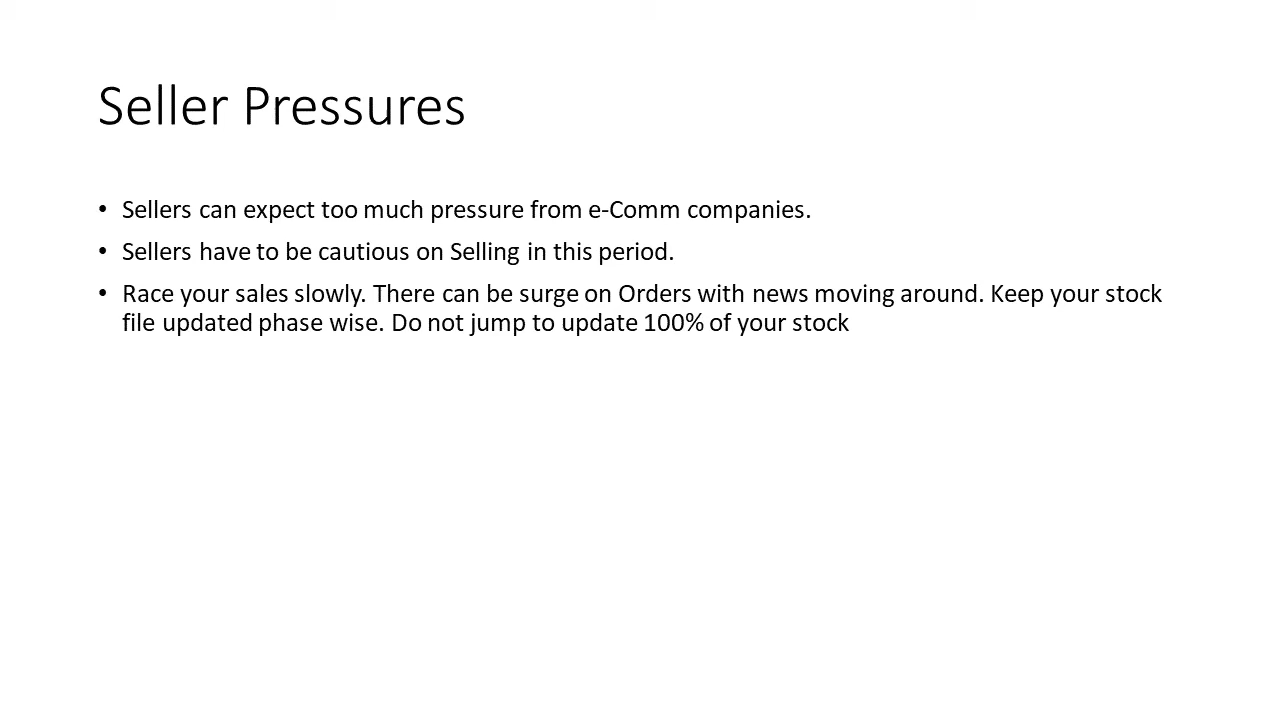 Seller Pressures
• Sellers can expect too much pressure from e-Comm companies.
• Sellers have to be cautious on Selling in this period.
• Race your sales slowly. There can be surge on Orders with news moving around. Keep your stock
file updated phase wise. Do not jump to update 100% of your stock